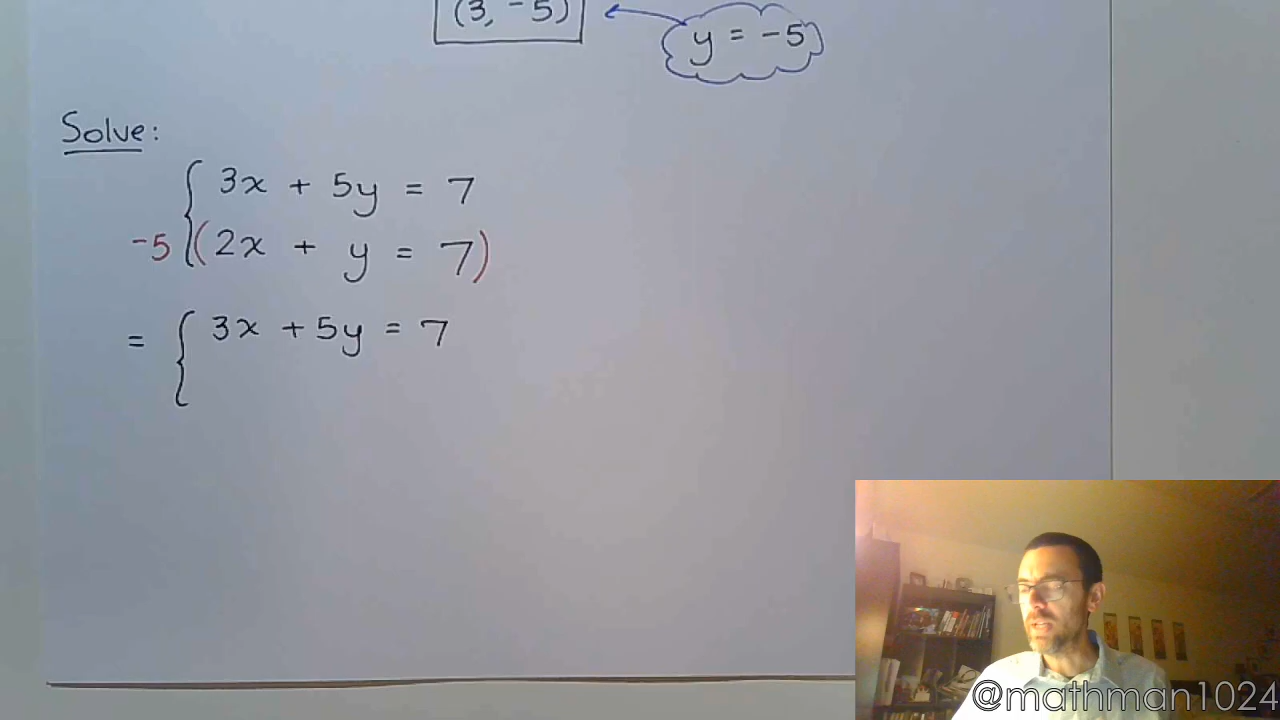 (3, -5)
y = -5
Solve:
3x + 5y = 7
-5 (2x + y = 7)
= { 3x + 5y = 7
@mathman1024